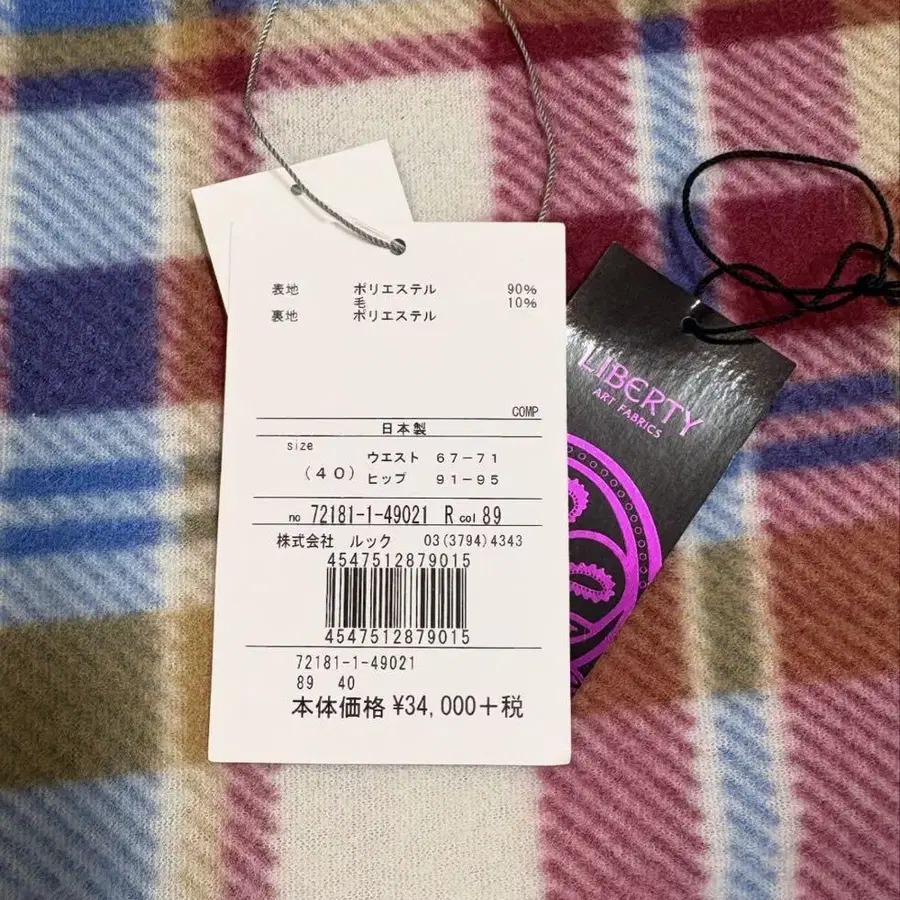 表地 ポリエステル 90%
毛 10%
裏地 ポリエステル
COMP
日本製
size
(40) ウエスト 67-71
ヒップ 91-95
no 72181-1-49021 R col 89
株式会社 ルック 03(3794)4343
4547512879015
4547512879015
72181-1-49021
89 40
本体価格 ¥34,000+税
LIBERTY
ART FABRICS